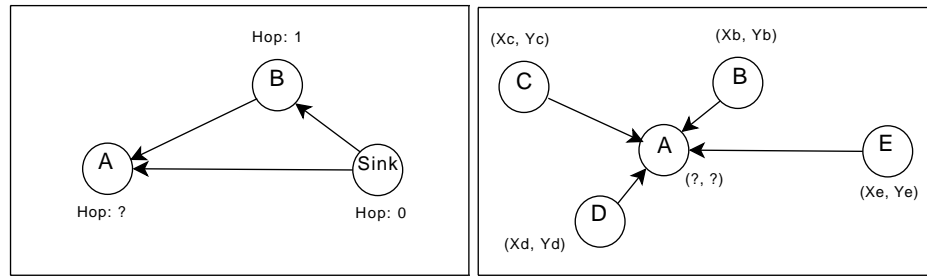 Hop: 1
B
A
Sink
Hop: ?
Hop: 0
(Xc, Yc)
(Xb, Yb)
C
B
A
E
(?, ?)
(Xe, Ye)
D
(Xd, Yd)